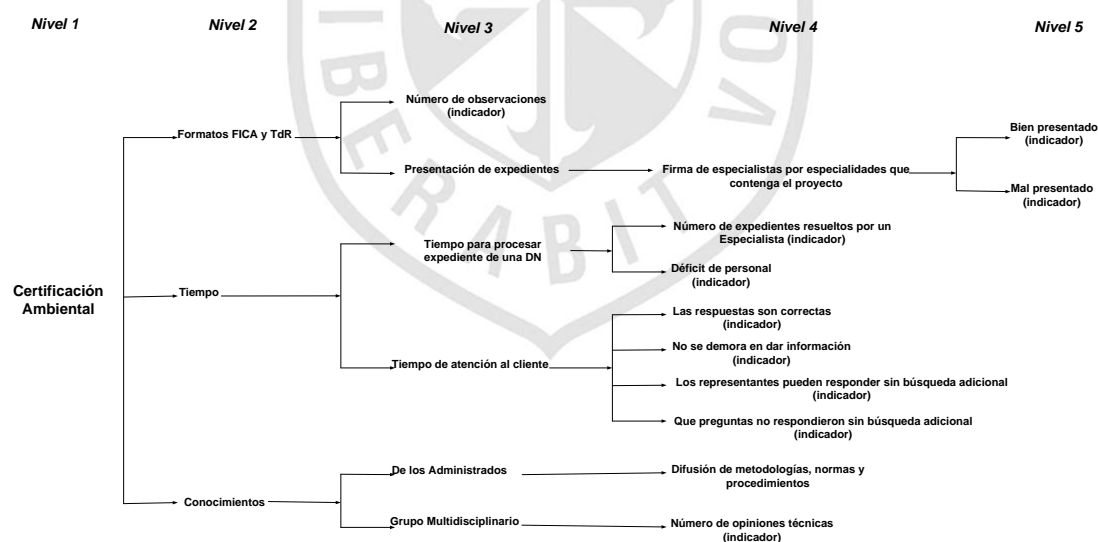 Nivel 1 Nivel 2 Nivel 3 Nivel 4 Nivel 5
Número de observaciones
(indicador)
Formatos FICA y TdR
Presentación de expedientes
Firma de especialistas por especialidades que
contenga el proyecto
Bien presentado
(indicador)
Mal presentado
(indicador)
Certificación
Ambiental
Tiempo
Tiempo para procesar
expediente de una DN
Número de expedientes resueltos por un
Especialista (indicador)
Déficit de personal
(indicador)
Tiempo de atención al cliente
Las respuestas son correctas
(indicador)
No se demora en dar información
(indicador)
Los representantes pueden responder sin búsqueda adicional
(indicador)
Que preguntas no respondieron sin búsqueda adicional
(indicador)
Conocimientos
De los Administrados
Difusión de metodologías, normas y
procedimientos
Grupo Multidisciplinario
Número de opiniones técnicas
(indicador)
IBERABIT
VO